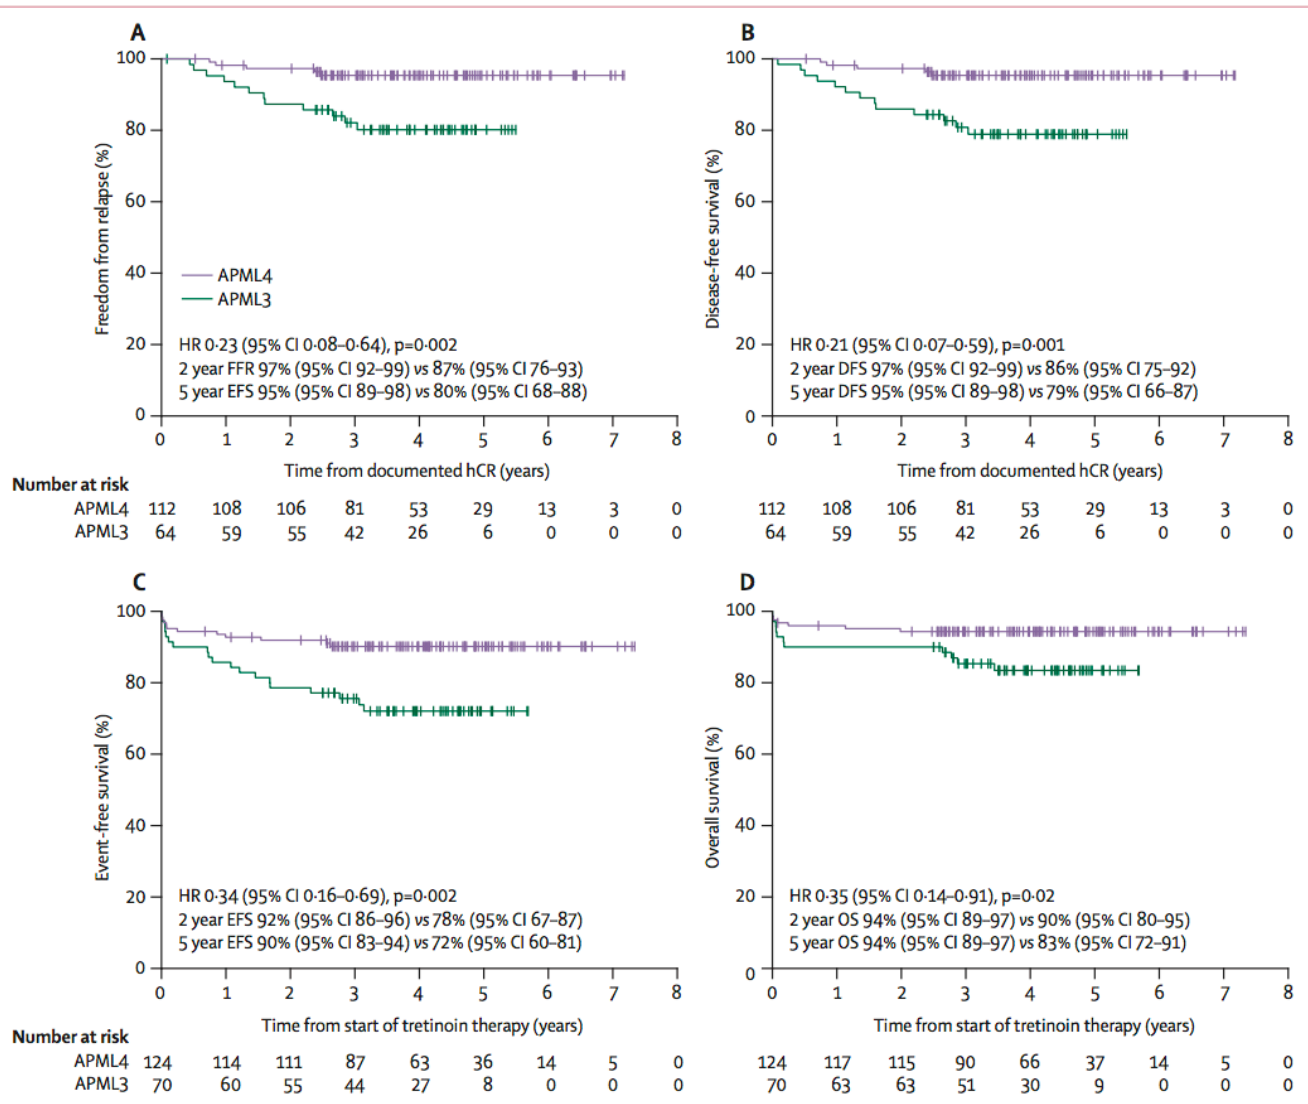 A
100
80
60
40
20
0
Freedom from relapse (%)
APML4
APML3
HR 0·23 (95% CI 0·08–0·64), p=0·002
2 year FFR 97% (95% CI 92–99) vs 87% (95% CI 76–93)
5 year EFS 95% (95% CI 89–98) vs 80% (95% CI 68–88)
0 1 2 3 4 5 6 7 8
Time from documented hCR (years)
Number at risk
APML4 112 108 106 81 53 29 13 3 0
APML3 64 59 55 42 26 6 0 0 0
B
100
80
60
40
20
0
Disease-free survival (%)
HR 0·21 (95% CI 0·07–0·59), p=0·001
2 year DFS 97% (95% CI 92–99) vs 86% (95% CI 75–92)
5 year DFS 95% (95% CI 89–98) vs 79% (95% CI 66–87)
0 1 2 3 4 5 6 7 8
Time from documented hCR (years)
112 108 106 81 53 29 13 3 0
64 59 55 42 26 6 0 0 0
C
100
80
60
40
20
0
Event-free survival (%)
HR 0·34 (95% CI 0·16–0·69), p=0·002
2 year EFS 92% (95% CI 86–96) vs 78% (95% CI 67–87)
5 year EFS 90% (95% CI 83–94) vs 72% (95% CI 60–81)
0 1 2 3 4 5 6 7 8
Time from start of tretinoin therapy (years)
Number at risk
APML4 124 114 111 87 63 36 14 5 0
APML3 70 60 55 44 27 8 0 0 0
D
100
80
60
40
20
0
Overall survival (%)
HR 0·35 (95% CI 0·14–0·91), p=0·02
2 year OS 94% (95% CI 89–97) vs 90% (95% CI 80–95)
5 year OS 94% (95% CI 89–97) vs 83% (95% CI 72–91)
0 1 2 3 4 5 6 7 8
Time from start of tretinoin therapy (years)
124 117 115 90 66 37 14 5 0
70 63 63 51 30 9 0 0 0